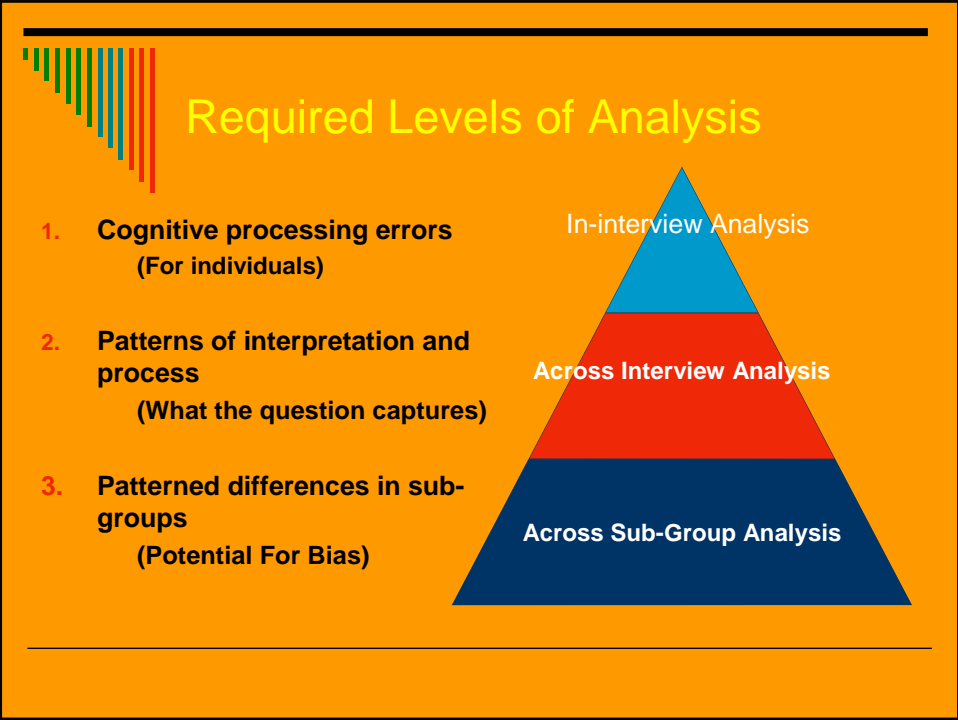 Required Levels of Analysis
1. Cognitive processing errors
(For individuals)
2. Patterns of interpretation and
process
(What the question captures)
3. Patterned differences in sub-
groups
(Potential For Bias)
In-interview Analysis
Across Interview Analysis
Across Sub-Group Analysis